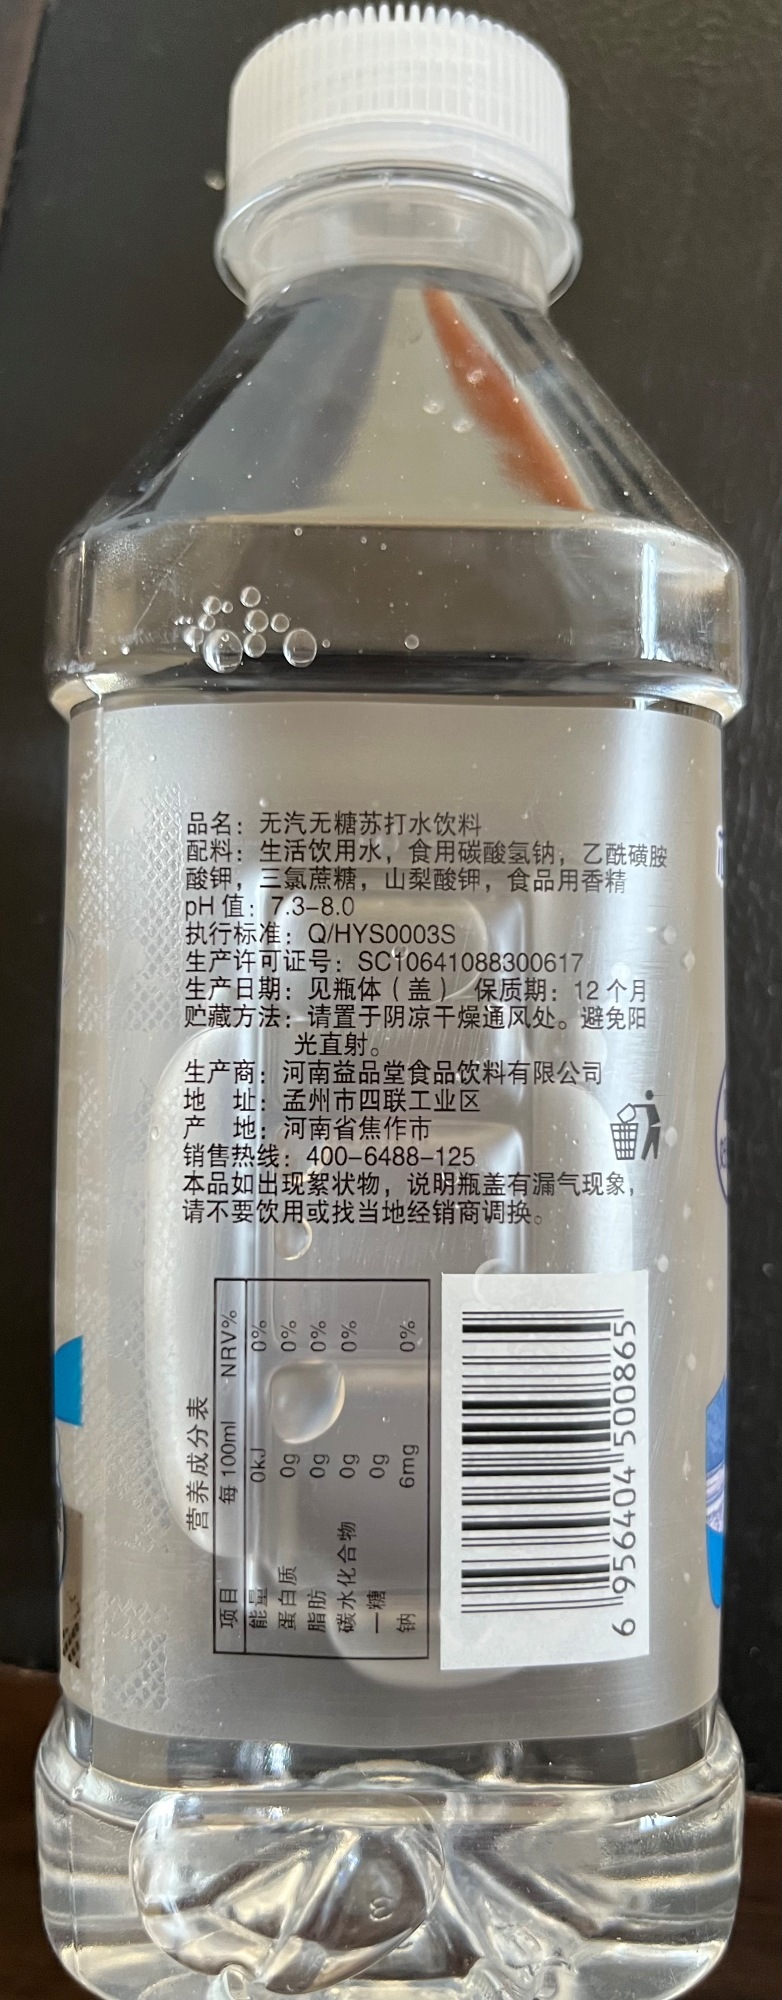 品名：无汽无糖苏打水饮料
配料：生活饮用水，食用碳酸氢钠，乙酰磺胺
酸钾，三氯蔗糖，山梨酸钾，食品用香精
pH 值：7.3-8.0
执行标准：Q/HYS0003S
生产许可证号：SC10641088300617
生产日期：见瓶体（盖） 保质期：12 个月
贮藏方法：请置于阴凉干燥通风处。避免阳
光直射。
生产商：河南益品堂食品饮料有限公司
地　址：孟州市四联工业区
产　地：河南省焦作市
销售热线：400-6488-125
本品如出现絮状物，说明瓶盖有漏气现象，
请不要饮用或找当地经销商调换。
营养成分表
项目 每 100ml NRV%
能量 0kJ 0%
蛋白质 0g 0%
脂肪 0g 0%
碳水化合物 0g 0%
一糖 0g
钠 6mg 0%
6 956404 500865